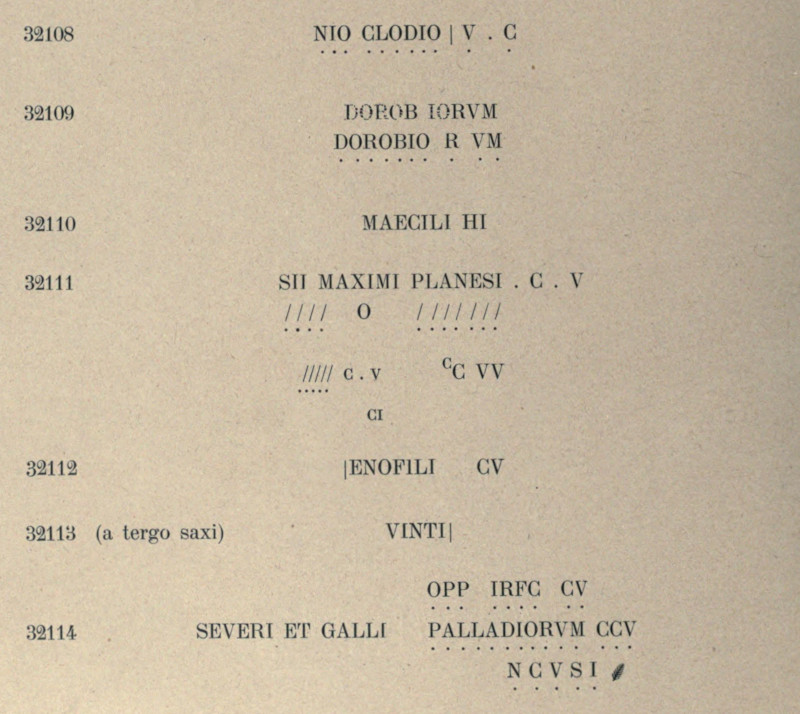 32108 NIO CLODIO | V . C
32109 DOROB IORVM
DOROBIO R VM
32110 MAECILI HI
32111 SII MAXIMI PLANESI . C . V
//// O ///////
///// C . V CC VV
CI
32112 |ENOFILI CV
32113 (a tergo saxi) VINTI|
OPP IRFC CV
32114 SEVERI ET GALLI PALLADIORVM CCV
N C V S I